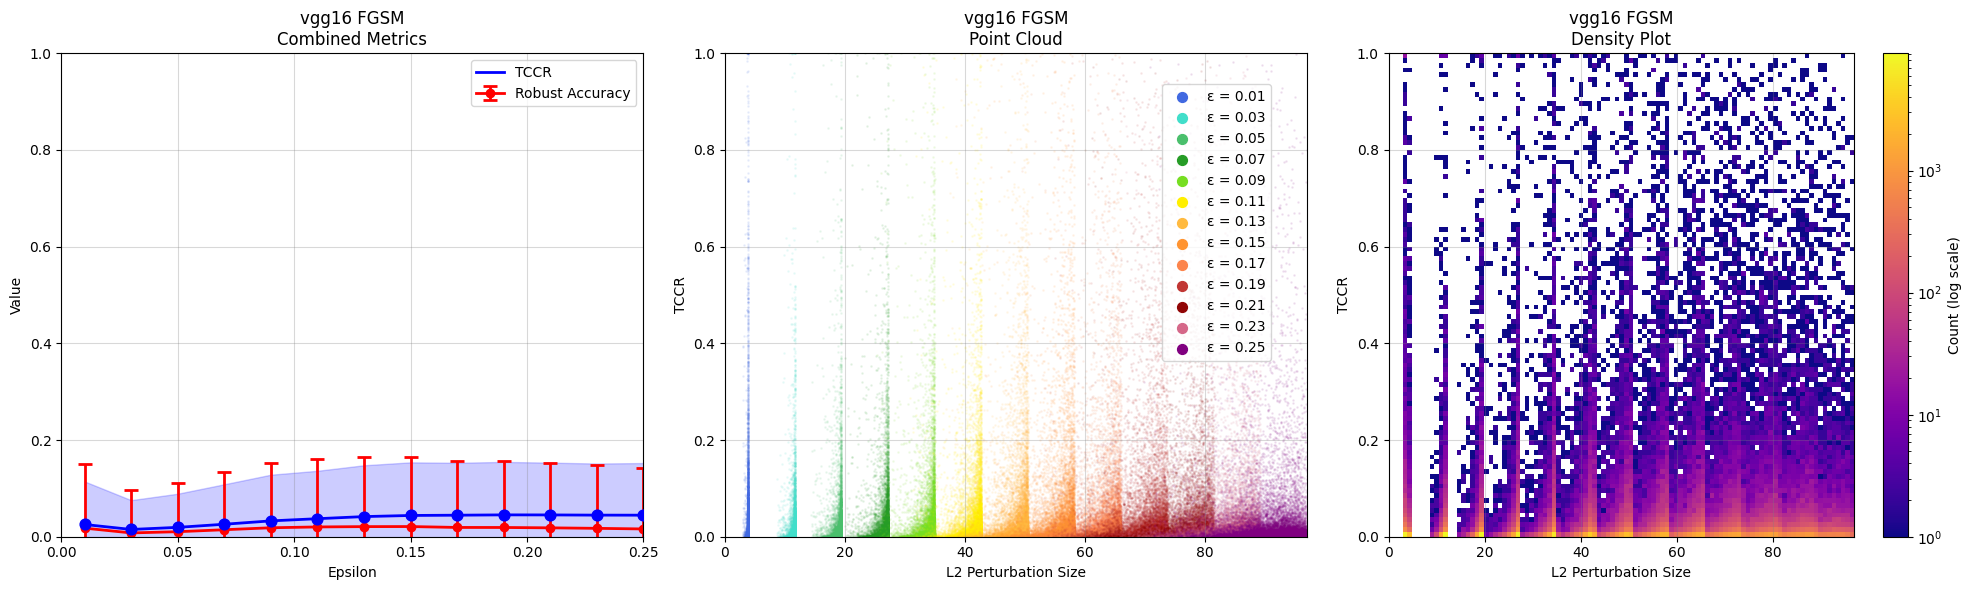 vgg16 FGSM
Combined Metrics
1.0
0.8
0.6
0.4
0.2
0.0
Value
0.00
0.05
0.10
0.15
0.20
0.25
Epsilon
TCCR
Robust Accuracy
vgg16 FGSM
Point Cloud
1.0
0.8
0.6
0.4
0.2
0.0
TCCR
0
20
40
60
80
L2 Perturbation Size
ε = 0.01
ε = 0.03
ε = 0.05
ε = 0.07
ε = 0.09
ε = 0.11
ε = 0.13
ε = 0.15
ε = 0.17
ε = 0.19
ε = 0.21
ε = 0.23
ε = 0.25
vgg16 FGSM
Density Plot
1.0
0.8
0.6
0.4
0.2
0.0
TCCR
0
20
40
60
80
L2 Perturbation Size
10³
10²
10¹
10⁰
Count (log scale)